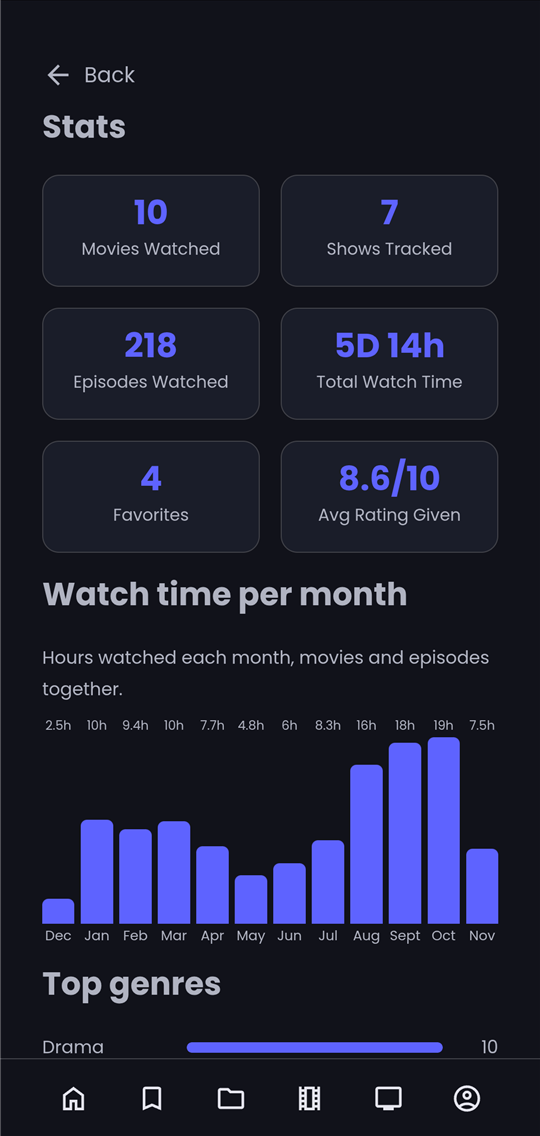 Back
Stats
10
Movies Watched
7
Shows Tracked
218
Episodes Watched
5D 14h
Total Watch Time
4
Favorites
8.6/10
Avg Rating Given
Watch time per month
Hours watched each month, movies and episodes
together.
2.5h 10h 9.4h 10h 7.7h 4.8h 6h 8.3h 16h 18h 19h 7.5h
Dec Jan Feb Mar Apr May Jun Jul Aug Sept Oct Nov
Top genres
Drama 10